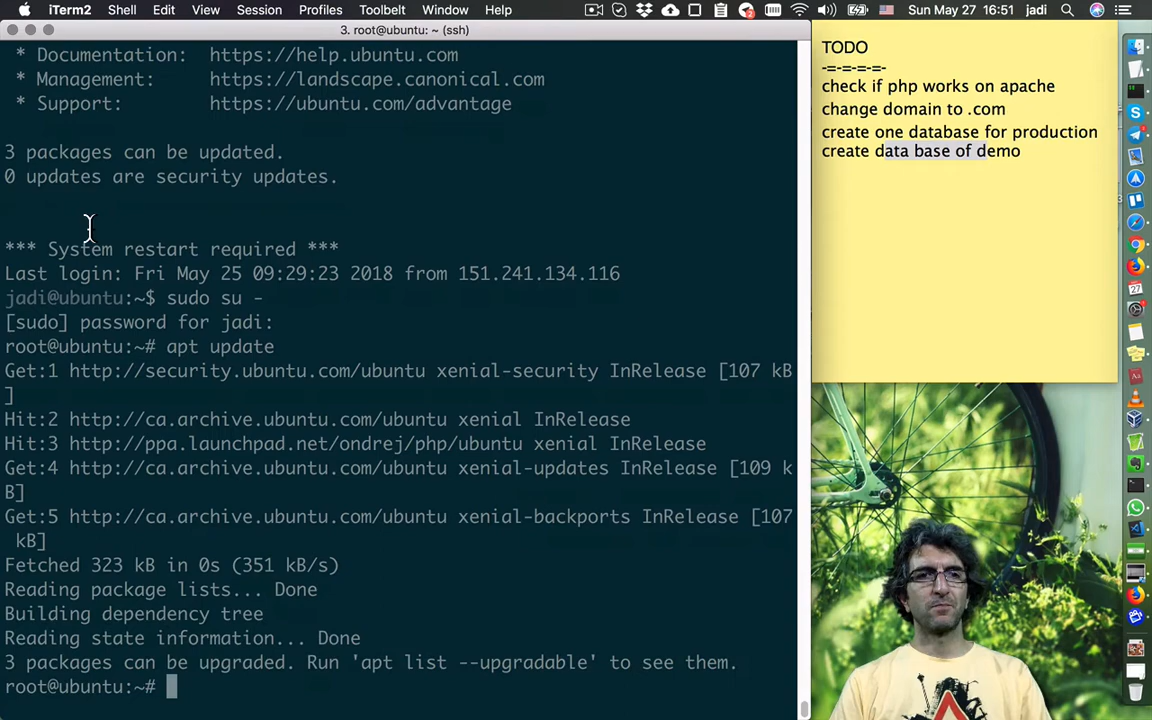 iTerm2 Shell Edit View Session Profiles Toolbelt Window Help Sun May 27 16:51 jadi
3. root@ubuntu: ~ (ssh)
* Documentation: https://help.ubuntu.com
* Management: https://landscape.canonical.com
* Support: https://ubuntu.com/advantage
3 packages can be updated.
0 updates are security updates.
*** System restart required ***
Last login: Fri May 25 09:29:23 2018 from 151.241.134.116
jadi@ubuntu:~$ sudo su -
[sudo] password for jadi:
root@ubuntu:~# apt update
Get:1 http://security.ubuntu.com/ubuntu xenial-security InRelease [107 kB
]
Hit:2 http://ca.archive.ubuntu.com/ubuntu xenial InRelease
Hit:3 http://ppa.launchpad.net/ondrej/php/ubuntu xenial InRelease
Get:4 http://ca.archive.ubuntu.com/ubuntu xenial-updates InRelease [109 k
B]
Get:5 http://ca.archive.ubuntu.com/ubuntu xenial-backports InRelease [107
kB]
Fetched 323 kB in 0s (351 kB/s)
Reading package lists... Done
Building dependency tree
Reading state information... Done
3 packages can be upgraded. Run 'apt list --upgradable' to see them.
root@ubuntu:~#
TODO
-=-=-=-=-
check if php works on apache
change domain to .com
create one database for production
create data base of demo